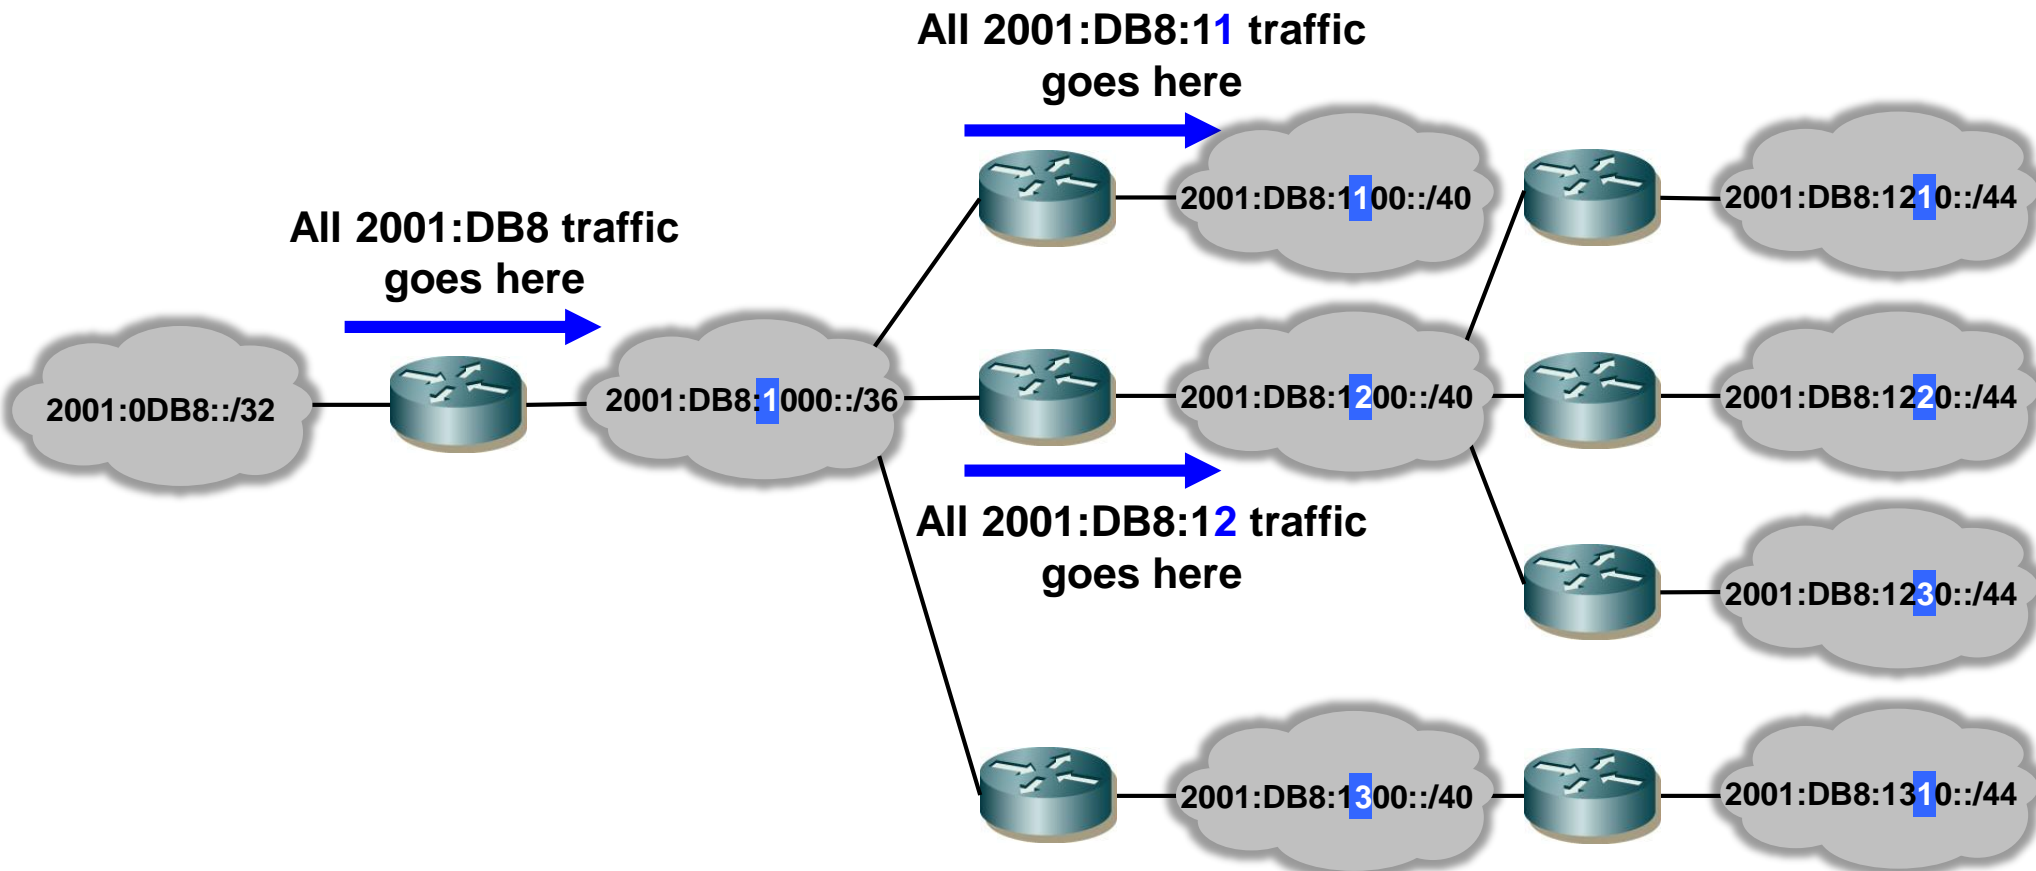 All 2001:DB8:11 traffic
goes here
2001:DB8:1100::/40
2001:DB8:1210::/44
All 2001:DB8 traffic
goes here
2001:0DB8::/32
2001:DB8:1000::/36
2001:DB8:1200::/40
2001:DB8:1220::/44
All 2001:DB8:12 traffic
goes here
2001:DB8:1230::/44
2001:DB8:1300::/40
2001:DB8:1310::/44